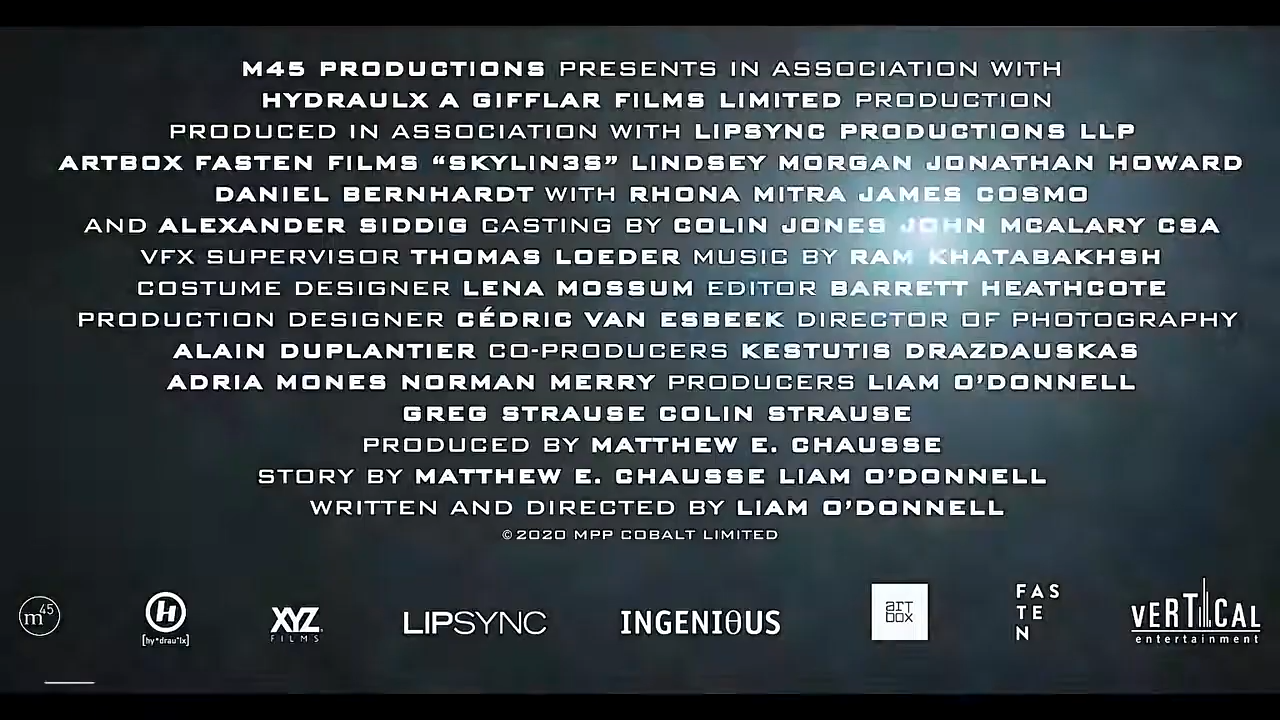 M45 PRODUCTIONS PRESENTS IN ASSOCIATION WITH
HYDRAULX A GIFFLAR FILMS LIMITED PRODUCTION
PRODUCED IN ASSOCIATION WITH LIPSYNC PRODUCTIONS LLP
ARTBOX FASTEN FILMS “SKYLIN3S” LINDSEY MORGAN JONATHAN HOWARD
DANIEL BERNHARDT WITH RHONA MITRA JAMES COSMO
AND ALEXANDER SIDDIG CASTING BY COLIN JONES JOHN MCALARY CSA
VFX SUPERVISOR THOMAS LOEDER MUSIC BY RAM KHATABAKHSH
COSTUME DESIGNER LENA MOSSUM EDITOR BARRETT HEATHCOTE
PRODUCTION DESIGNER CÉDRIC VAN ESBEEK DIRECTOR OF PHOTOGRAPHY
ALAIN DUPLANTIER CO-PRODUCERS KESTUTIS DRAZDAUSKAS
ADRIA MONES NORMAN MERRY PRODUCERS LIAM O’DONNELL
GREG STRAUSE COLIN STRAUSE
PRODUCED BY MATTHEW E. CHAUSSE
STORY BY MATTHEW E. CHAUSSE LIAM O’DONNELL
WRITTEN AND DIRECTED BY LIAM O’DONNELL
©2020 MPP COBALT LIMITED
m45
H
[hy*drau*lx]
XYZ
FILMS
LIPSYNC
INGENIθUS
art
box
FAS
TE
N
VERTICAL
entertainment